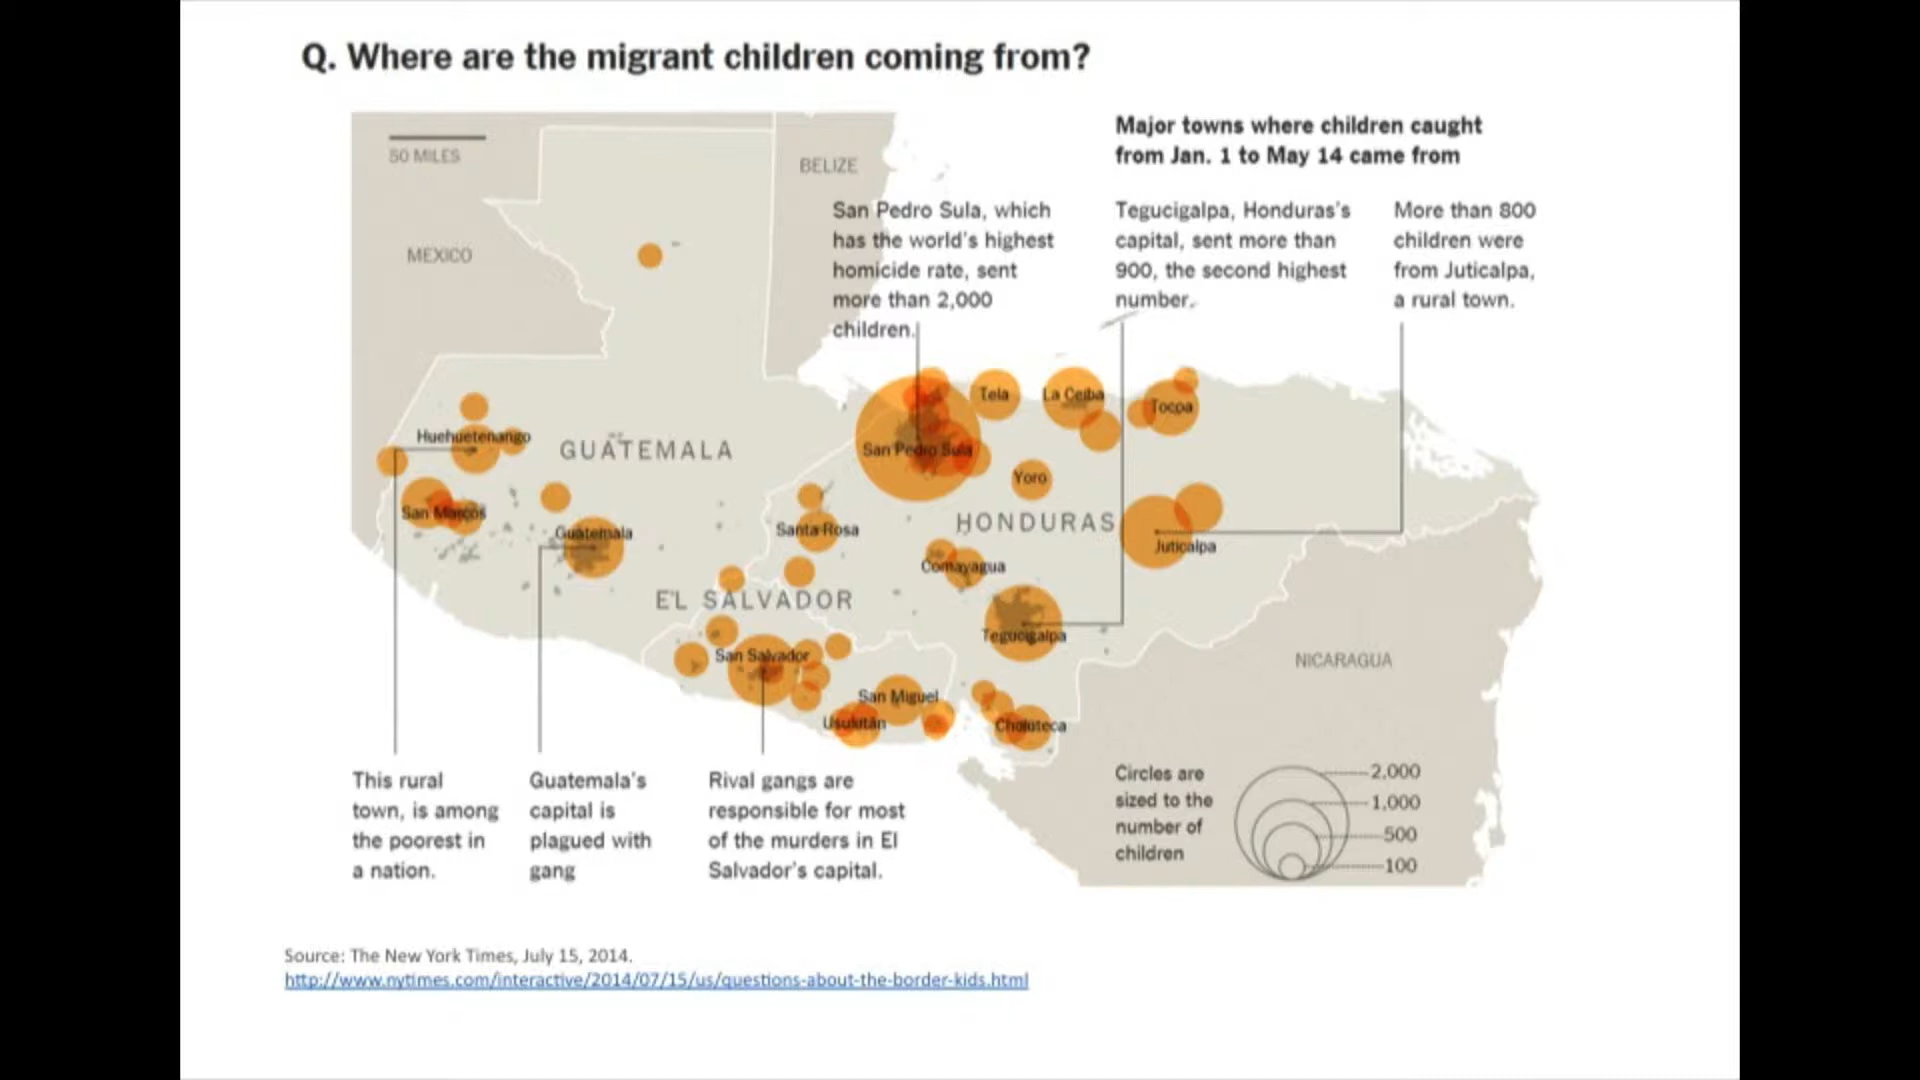 Q. Where are the migrant children coming from?
50 MILES
BELIZE
MEXICO
Major towns where children caught
from Jan. 1 to May 14 came from
San Pedro Sula, which
has the world's highest
homicide rate, sent
more than 2,000
children.
Tegucigalpa, Honduras's
capital, sent more than
900, the second highest
number.
More than 800
children were
from Juticalpa,
a rural town.
Tela
La Ceiba
Tocoa
Huehuetenango
GUATEMALA
San Pedro Sula
Yoro
San Marcos
Guatemala
Santa Rosa
HONDURAS
Juticalpa
Comayagua
EL SALVADOR
Tegucigalpa
San Salvador
NICARAGUA
San Miguel
Usulután
Choluteca
This rural
town, is among
the poorest in
a nation.
Guatemala's
capital is
plagued with
gang
Rival gangs are
responsible for most
of the murders in El
Salvador's capital.
Circles are
sized to the
number of
children
2,000
1,000
500
100
Source: The New York Times, July 15, 2014.
http://www.nytimes.com/interactive/2014/07/15/us/questions-about-the-border-kids.html